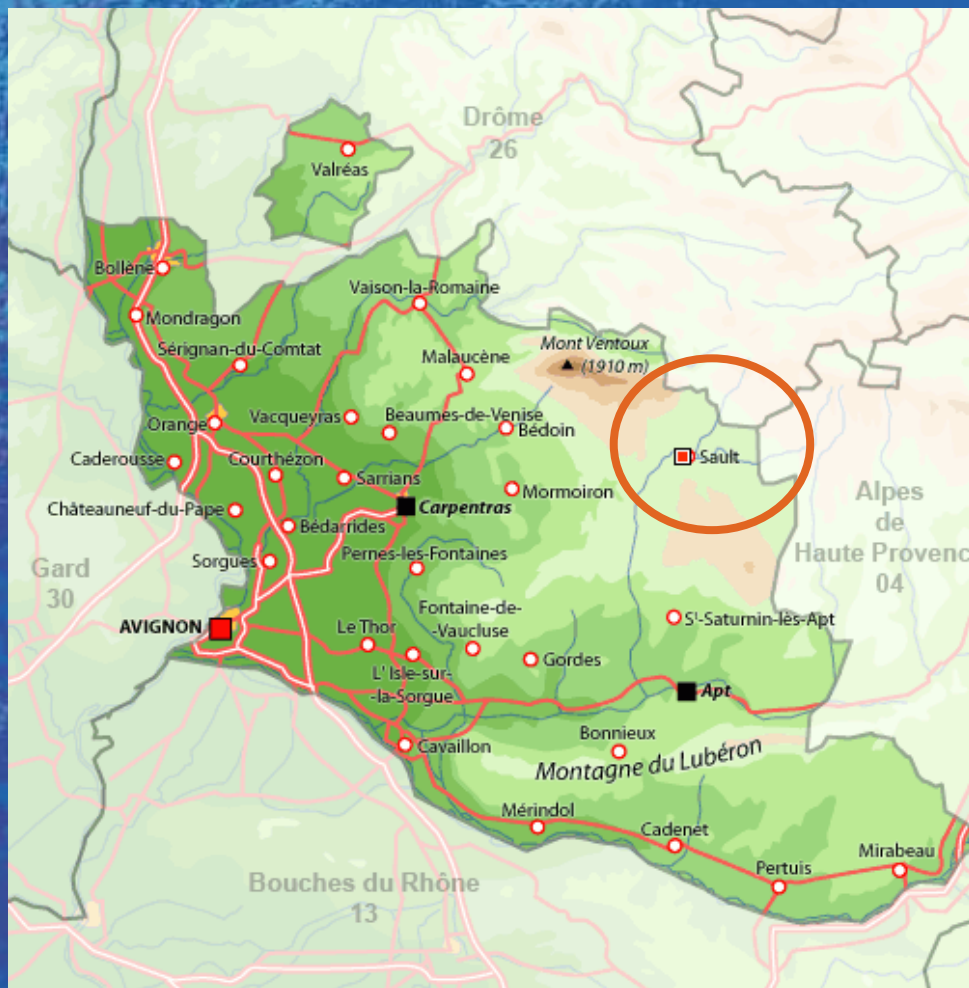 Drôme
26
Valréas
Bollène
Vaison-la-Romaine
Mondragon
Mont Ventoux
(1910 m)
Sérignan-du-Comtat
Malaucène
Vacqueyras
Beaumes-de-Venise
Orange
Bédoin
Caderousse
Courthézon
Sault
Sarrians
Mormoiron
Alpes
de
Haute Provenc
04
Châteauneuf-du-Pape
Carpentras
Bédarrides
Pernes-les-Fontaines
Sorgues
Gard
30
Fontaine-de-
-Vaucluse
AVIGNON
Le Thor
St-Saturnin-lès-Apt
Gordes
L'Isle-sur-
-la-Sorgue
Apt
Cavaillon
Bonnieux
Montagne du Lubéron
Mérindol
Cadenet
Mirabeau
Pertuis
Bouches du Rhône
13